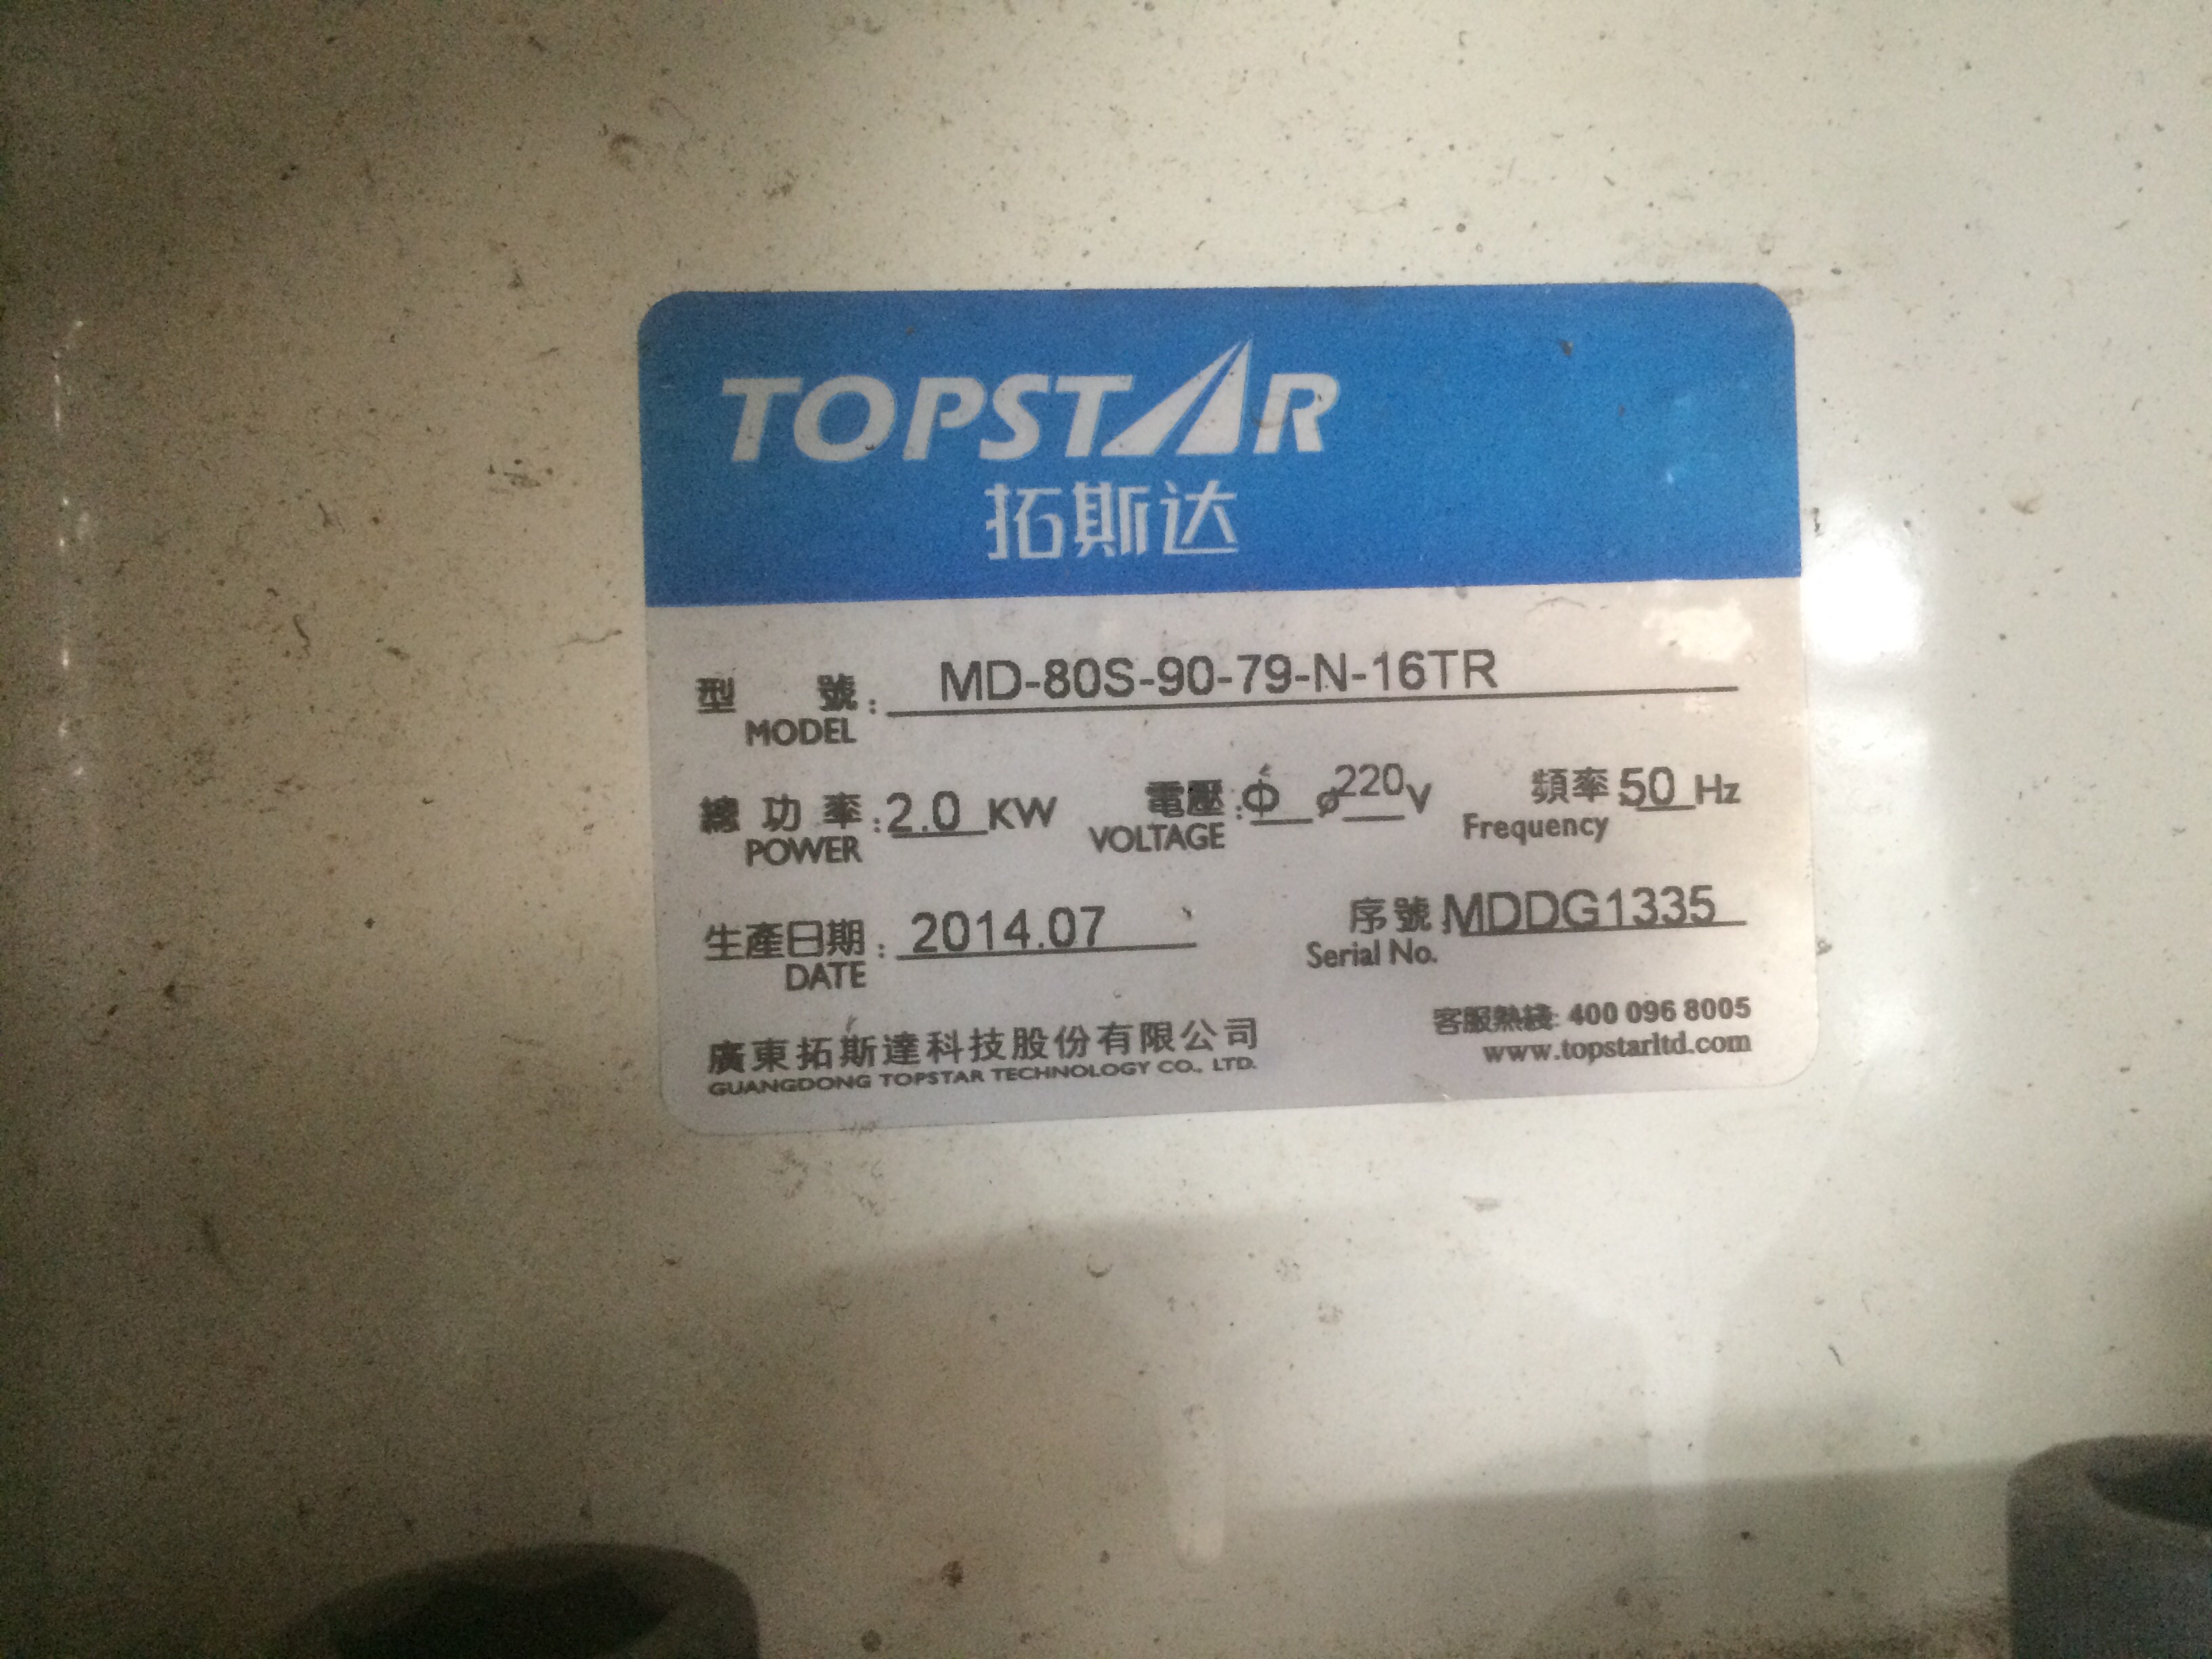 TOPSTAR
拓斯达
型 號: MD-80S-90-79-N-16TR
MODEL
總功率: 2.0 KW 電壓: Φ ø220V 頻率 50 Hz
POWER VOLTAGE Frequency
生產日期: 2014.07 序號 MDDG1335
DATE Serial No.
廣東拓斯達科技股份有限公司 客服熱綫: 400 096 8005
GUANGDONG TOPSTAR TECHNOLOGY CO., LTD. www.topstarltd.com